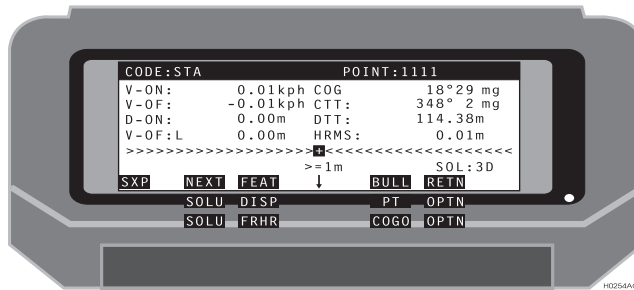 CODE:STA POINT:1111
V-ON: 0.01kph COG 18°29 mg
V-OF: -0.01kph CTT: 348° 2 mg
D-ON: 0.00m DTT: 114.38m
V-OF:L 0.00m HRMS: 0.01m
>>>>>>>>>>>>>>>>>>>+<<<<<<<<<<<<<<<<<<<
>=1m SOL:3D
SXP NEXT FEAT ↓ BULL RETN
SOLU DISP PT OPTN
SOLU FRHR COGO OPTN